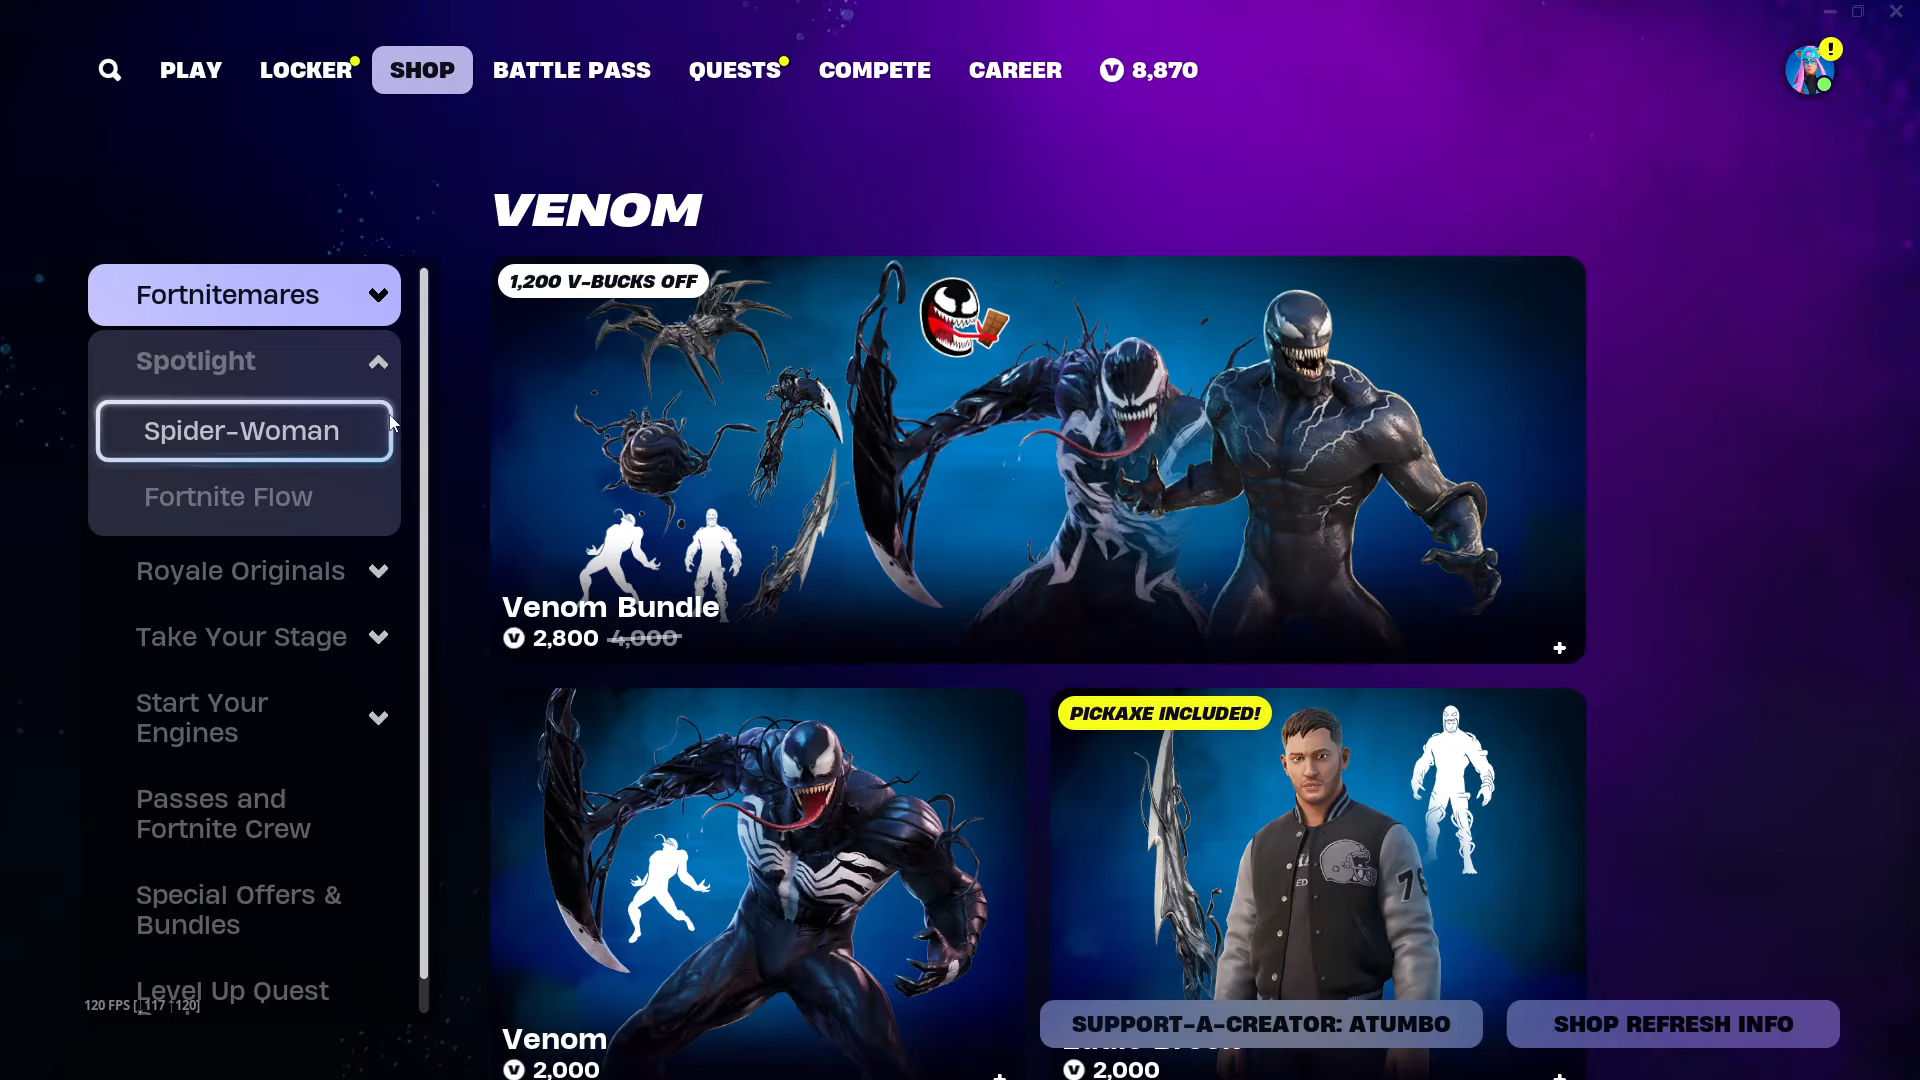 PLAY
LOCKER
SHOP
BATTLE PASS
QUESTS
COMPETE
CAREER
8,870
!
VENOM
Fortnitemares
Spotlight
Spider-Woman
Fortnite Flow
Royale Originals
Take Your Stage
Start Your
Engines
Passes and
Fortnite Crew
Special Offers &
Bundles
Level Up Quest
120 FPS [↓117 ↑120]
1,200 V-BUCKS OFF
Venom Bundle
2,800 4,000
Venom
2,000
PICKAXE INCLUDED!
76
2,000
SUPPORT-A-CREATOR: ATUMBO
SHOP REFRESH INFO